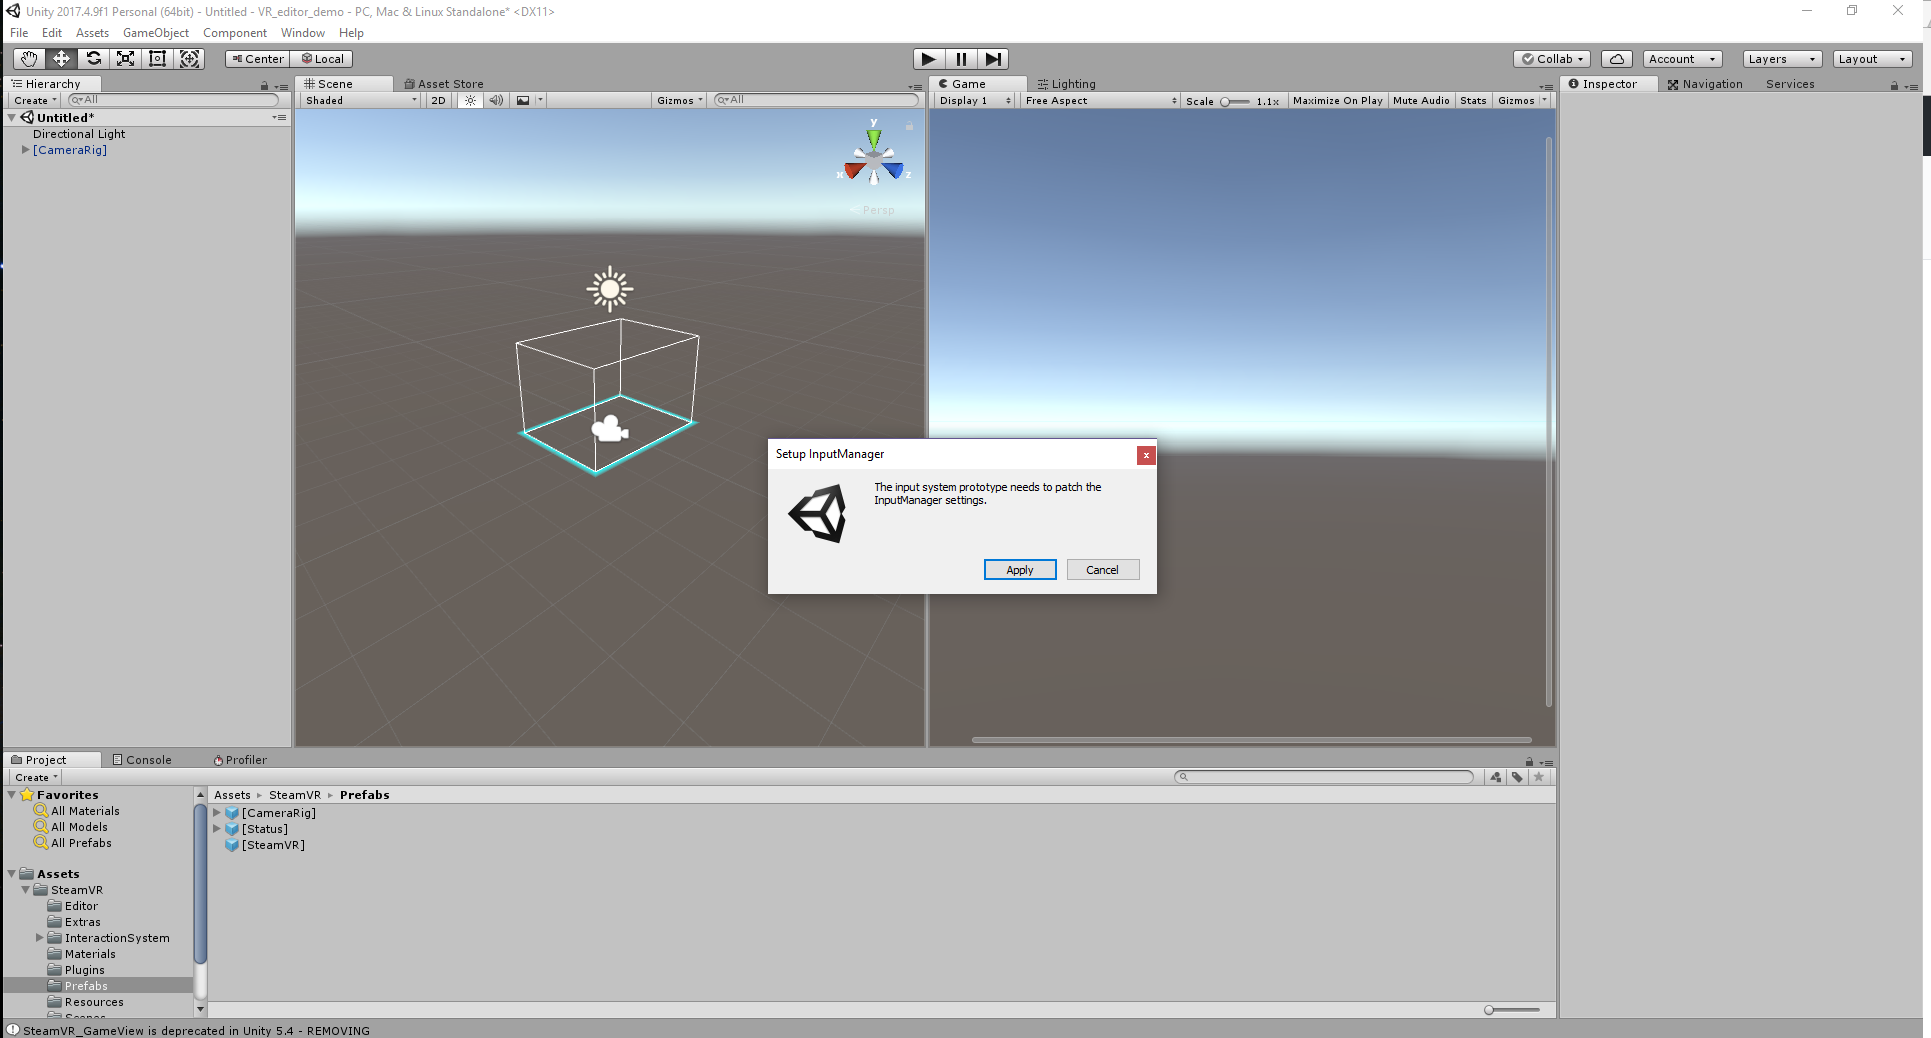 Unity 2017.4.9f1 Personal (64bit) - Untitled - VR_editor_demo - PC, Mac & Linux Standalone* <DX11>
File Edit Assets GameObject Component Window Help
Center Local Collab Account Layers Layout
Hierarchy
Create All
Untitled*
Directional Light
[CameraRig]
Scene Asset Store
Shaded 2D Gizmos All
y
x z
Persp
Game Lighting
Display 1 Free Aspect Scale 1.1x Maximize On Play Mute Audio Stats Gizmos
Inspector Navigation Services
Setup InputManager
x
The input system prototype needs to patch the
InputManager settings.
Apply Cancel
Project Console Profiler
Create
Favorites
All Materials
All Models
All Prefabs
Assets
SteamVR
Editor
Extras
InteractionSystem
Materials
Plugins
Prefabs
Resources
Scenes
Assets SteamVR Prefabs
[CameraRig]
[Status]
[SteamVR]
SteamVR_GameView is deprecated in Unity 5.4 - REMOVING